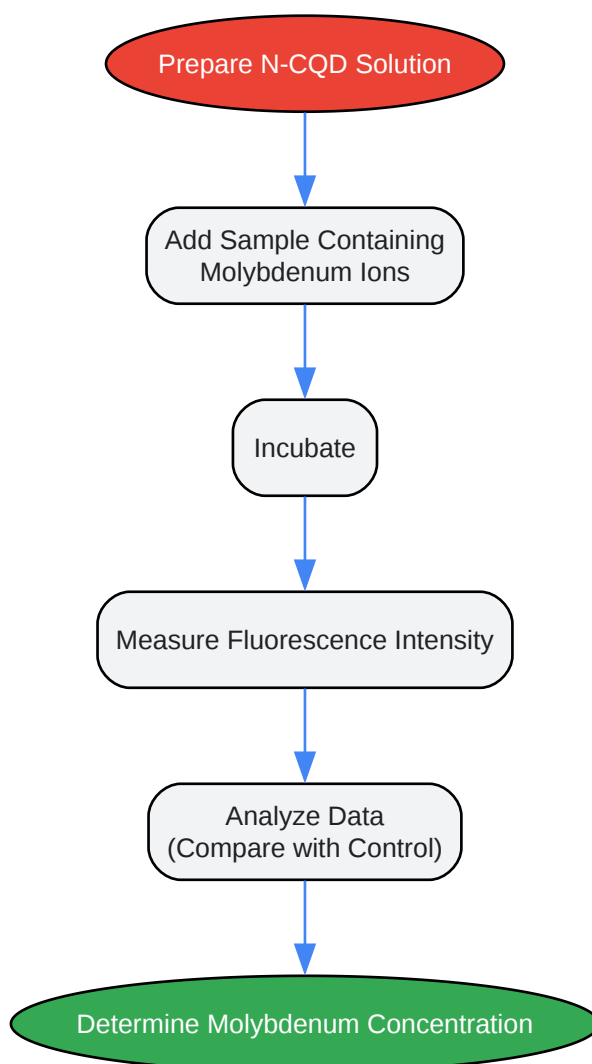 Prepare N-CQD Solution
Add Sample Containing
Molybdenum Ions
Incubate
Measure Fluorescence Intensity
Analyze Data
(Compare with Control)
Determine Molybdenum Concentration